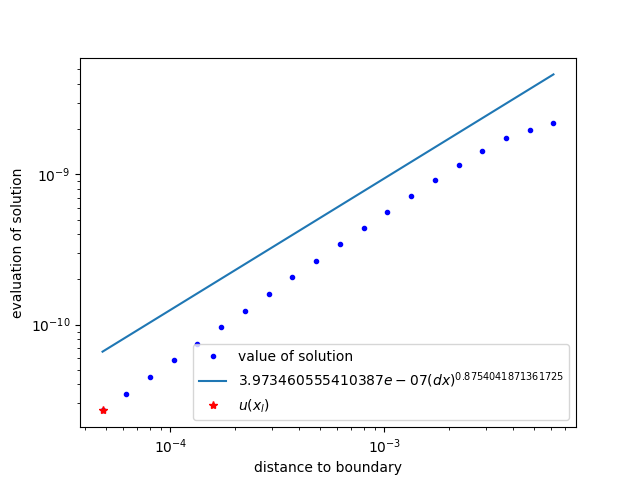 evaluation of solution
10⁻⁹
10⁻¹⁰
value of solution
3.973460555410387e − 07(dx)^0.8754041871361725
u(x_l)
10⁻⁴
10⁻³
distance to boundary